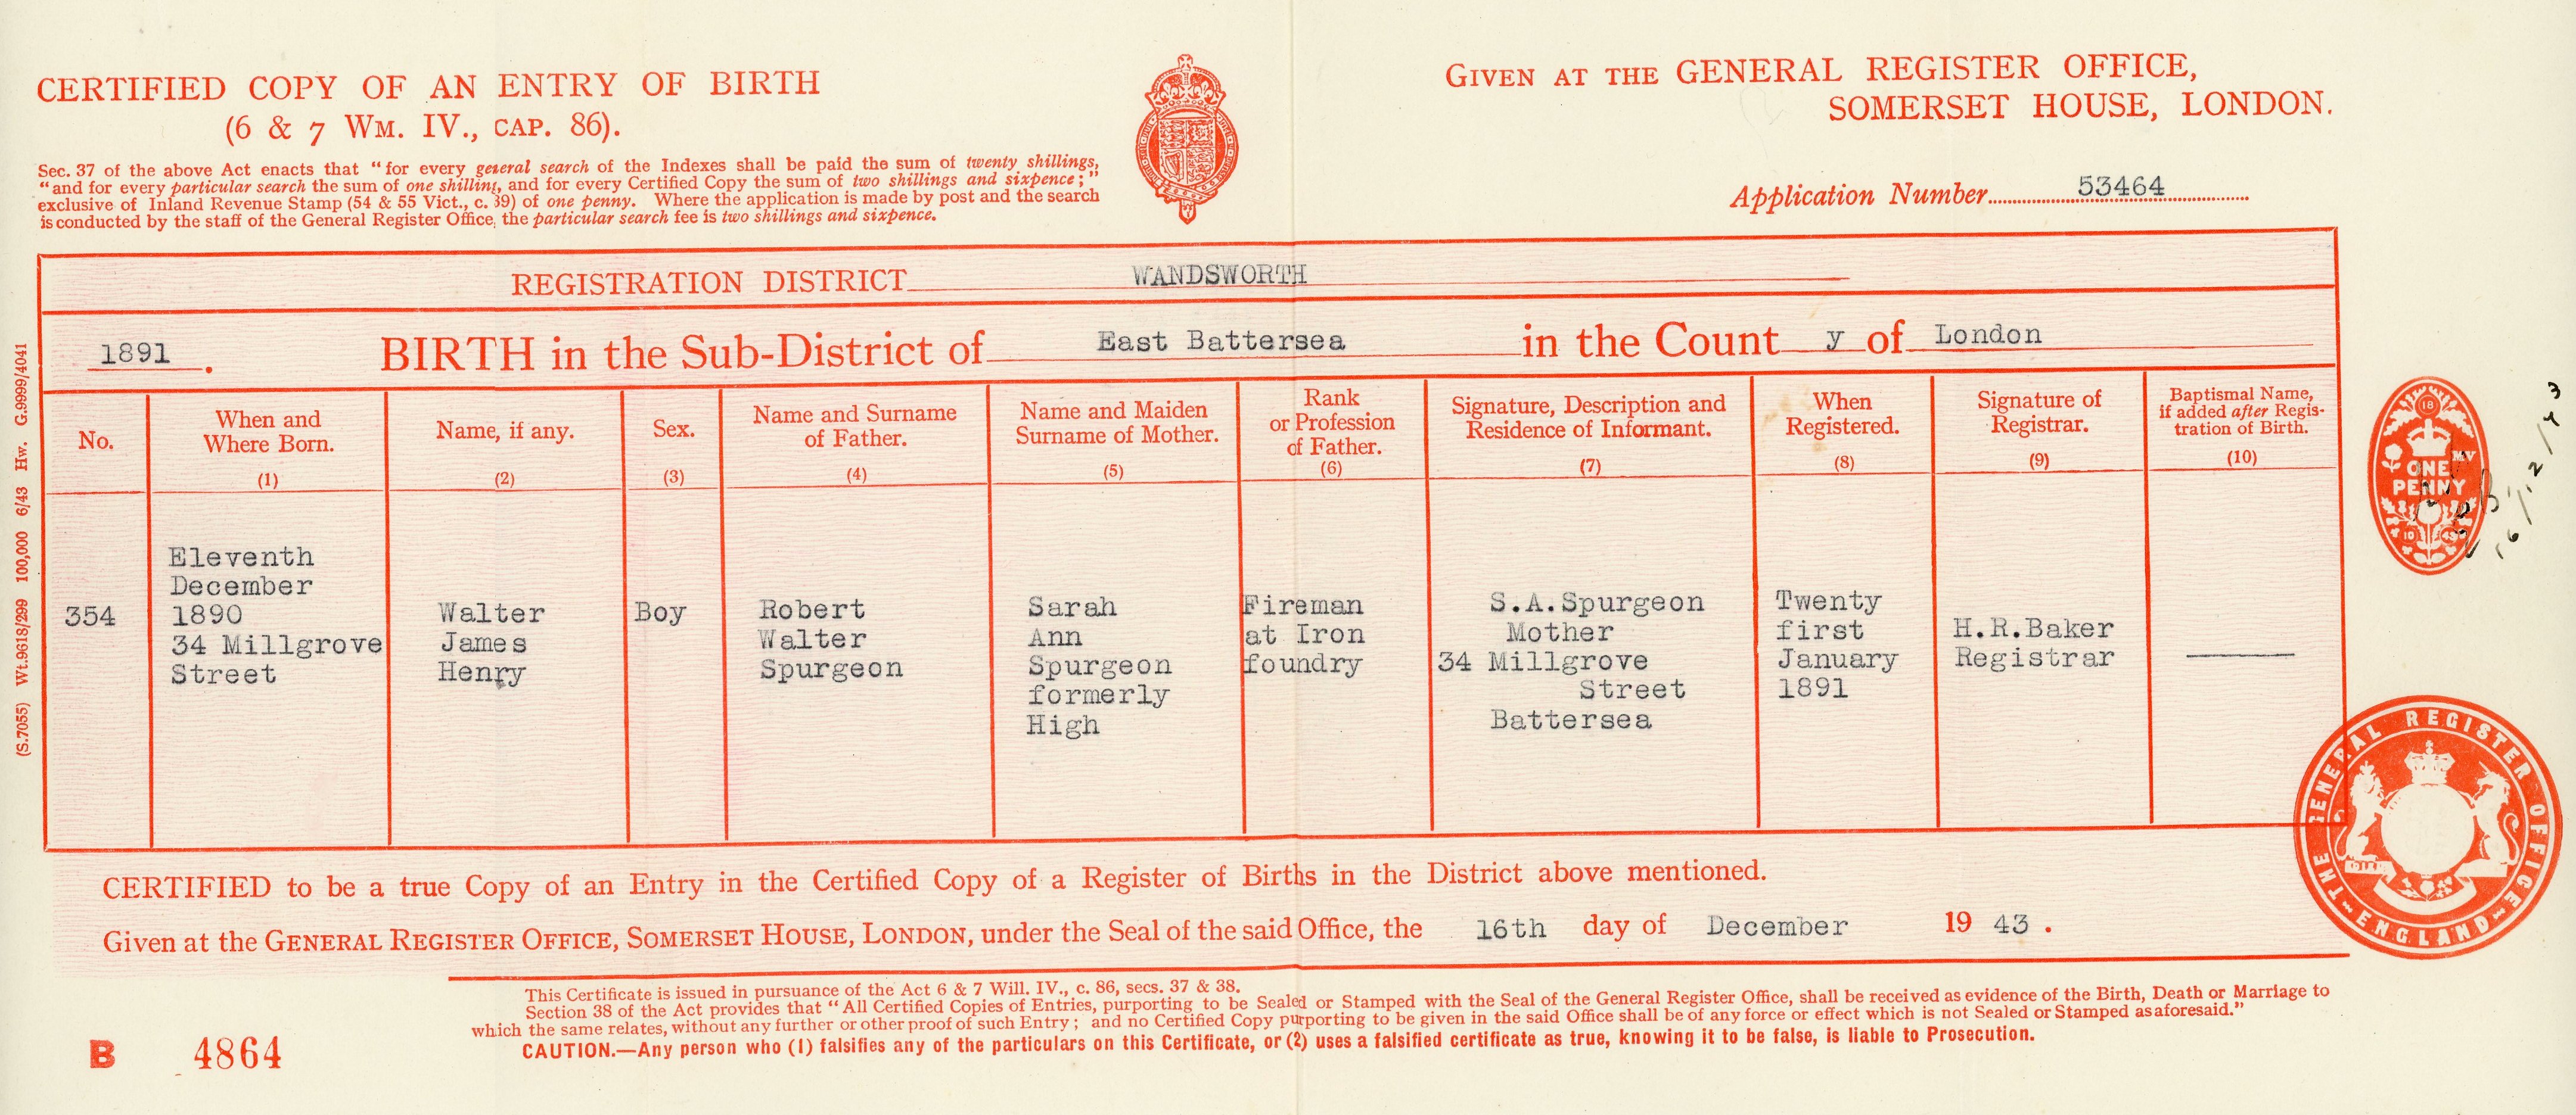 CERTIFIED COPY OF AN ENTRY OF BIRTH
(6 & 7 WM. IV., CAP. 86).
Sec. 37 of the above Act enacts that "for every general search of the Indexes shall be paid the sum of twenty shillings,
"and for every particular search the sum of one shilling, and for every Certified Copy the sum of two shillings and sixpence;"
exclusive of Inland Revenue Stamp (54 & 55 Vict., c. 39) of one penny. Where the application is made by post and the search
is conducted by the staff of the General Register Office, the particular search fee is two shillings and sixpence.
GIVEN AT THE GENERAL REGISTER OFFICE,
SOMERSET HOUSE, LONDON.
Application Number 53464
REGISTRATION DISTRICT WANDSWORTH
1891. BIRTH in the Sub-District of East Battersea in the Count y of London
No.
When and
Where Born.
(1)
Name, if any.
(2)
Sex.
(3)
Name and Surname
of Father.
(4)
Name and Maiden
Surname of Mother.
(5)
Rank
or Profession
of Father.
(6)
Signature, Description and
Residence of Informant.
(7)
When
Registered.
(8)
Signature of
Registrar.
(9)
Baptismal Name,
if added after Regis-
tration of Birth.
(10)
354
Eleventh
December
1890
34 Millgrove
Street
Walter
James
Henry
Boy
Robert
Walter
Spurgeon
Sarah
Ann
Spurgeon
formerly
High
Fireman
at Iron
foundry
S.A.Spurgeon
Mother
34 Millgrove
Street
Battersea
Twenty
first
January
1891
H.R.Baker
Registrar
CERTIFIED to be a true Copy of an Entry in the Certified Copy of a Register of Births in the District above mentioned.
Given at the GENERAL REGISTER OFFICE, SOMERSET HOUSE, LONDON, under the Seal of the said Office, the 16th day of December 19 43.
This Certificate is issued in pursuance of the Act 6 & 7 Will. IV., c. 86, secs. 37 & 38.
Section 38 of the Act provides that "All Certified Copies of Entries, purporting to be Sealed or Stamped with the Seal of the General Register Office, shall be received as evidence of the Birth, Death or Marriage to
which the same relates, without any further or other proof of such Entry; and no Certified Copy purporting to be given in the said Office shall be of any force or effect which is not Sealed or Stamped as aforesaid."
CAUTION.—Any person who (1) falsifies any of the particulars on this Certificate, or (2) uses a falsified certificate as true, knowing it to be false, is liable to Prosecution.
B 4864
(S.7055) Wt.9618/299 100,000 6/43 Hw. G.9999/4041
ONE
PENNY
16/12/43
THE GENERAL REGISTER OFFICE
ENGLAND